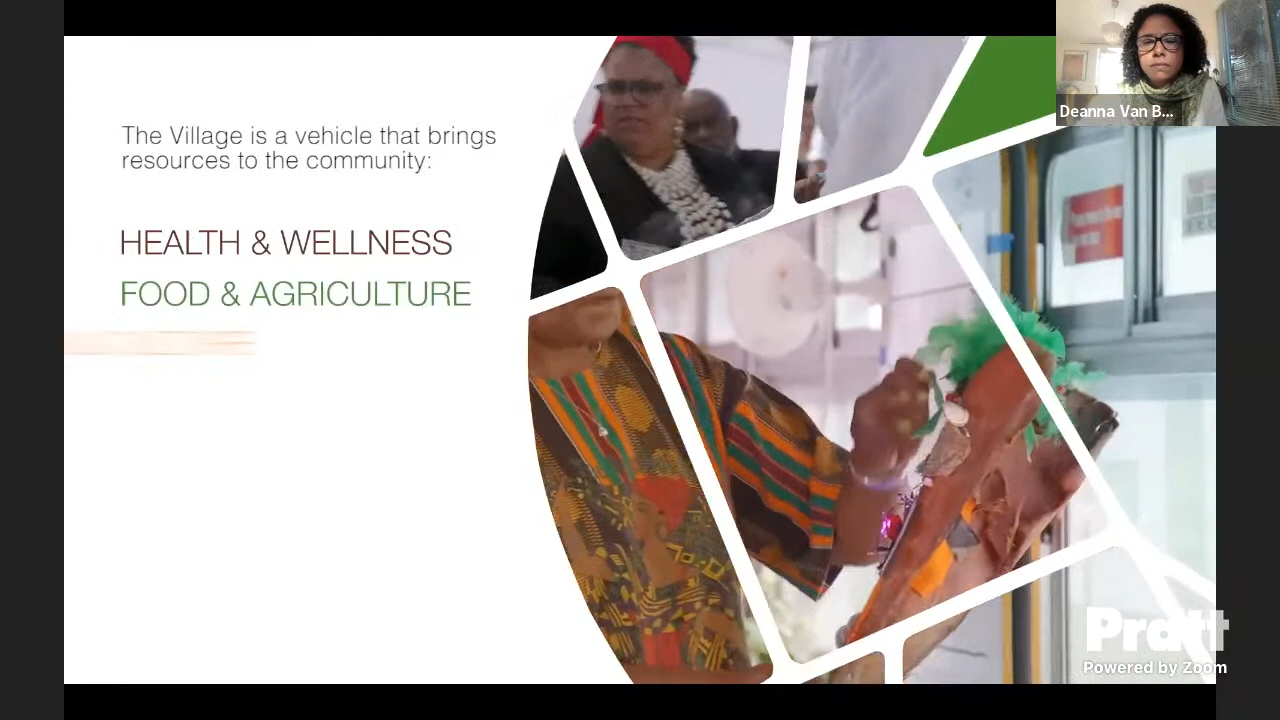 The Village is a vehicle that brings
resources to the community:
HEALTH & WELLNESS
FOOD & AGRICULTURE
Deanna Van B...
Pratt
Powered by Zoom